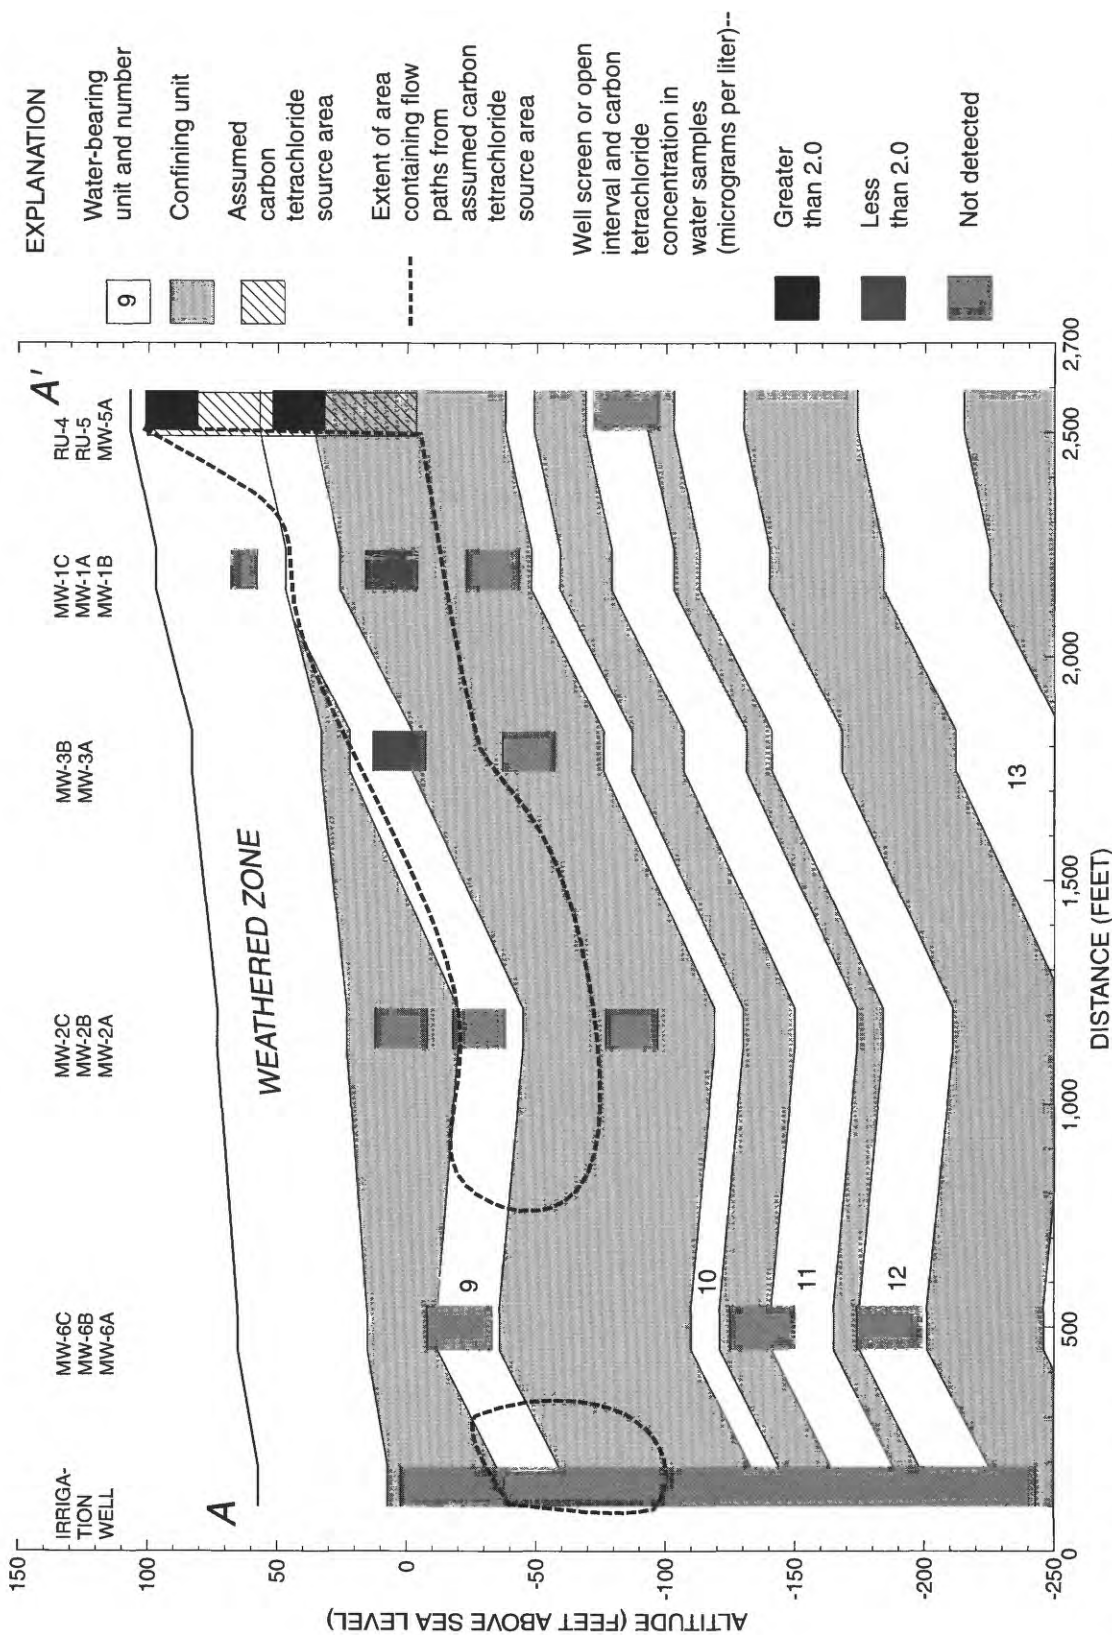 EXPLANATION
9
Water-bearing
unit and number
Confining unit
Assumed
carbon
tetrachloride
source area
Extent of area
containing flow
paths from
assumed carbon
tetrachloride
source area
Well screen or open
interval and carbon
tetrachloride
concentration in
water samples
(micrograms per liter)--
Greater
than 2.0
Less
than 2.0
Not detected
IRRIGA-
TION
WELL
MW-6C
MW-6B
MW-6A
MW-2C
MW-2B
MW-2A
MW-3B
MW-3A
MW-1C
MW-1A
MW-1B
RU-4
RU-5
MW-5A
A
A'
WEATHERED ZONE
9
10
11
12
13
150
100
50
0
-50
-100
-150
-200
-250
ALTITUDE (FEET ABOVE SEA LEVEL)
0
500
1,000
1,500
2,000
2,500
2,700
DISTANCE (FEET)